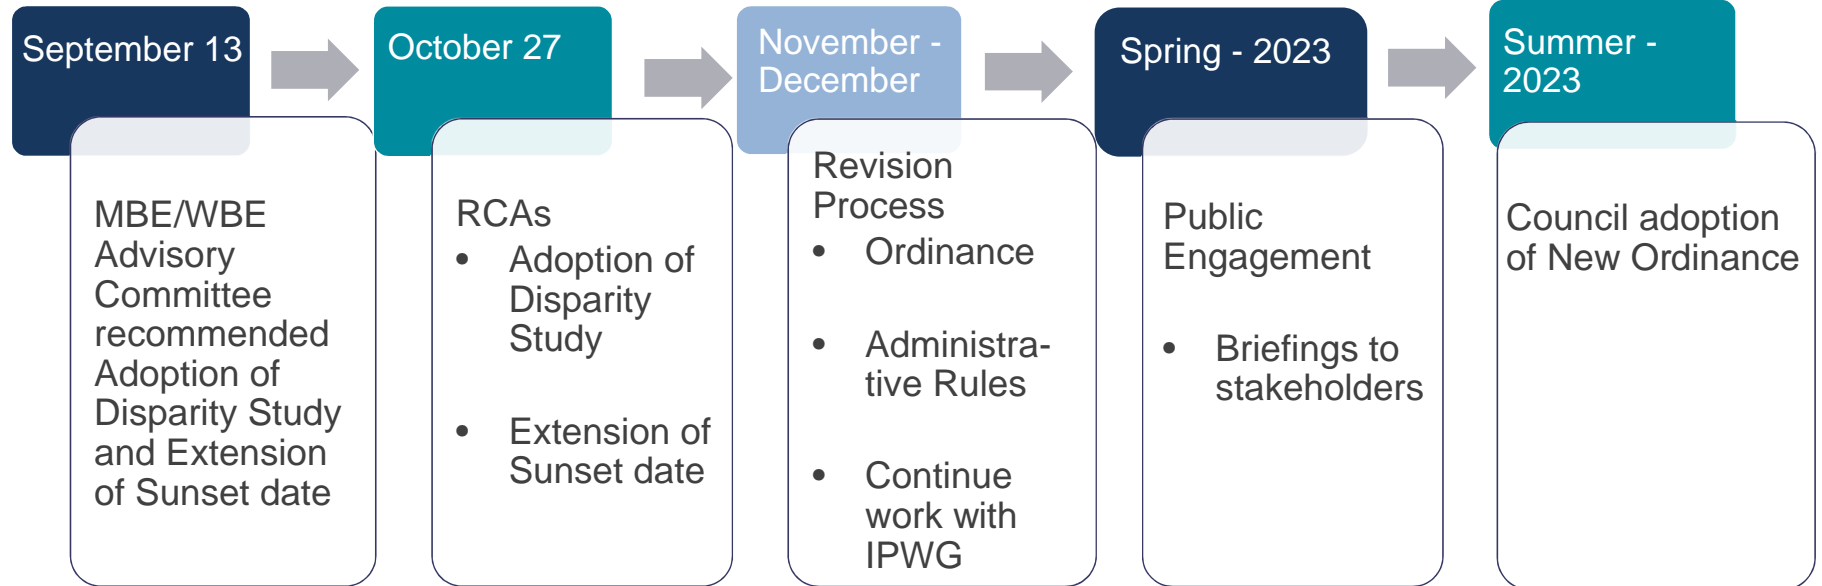 September 13
MBE/WBE
Advisory
Committee
recommended
Adoption of
Disparity Study
and Extension
of Sunset date
October 27
RCAs
• Adoption of
Disparity
Study
• Extension of
Sunset date
November -
December
Revision
Process
• Ordinance
• Administra-
tive Rules
• Continue
work with
IPWG
Spring - 2023
Public
Engagement
• Briefings to
stakeholders
Summer -
2023
Council adoption
of New Ordinance